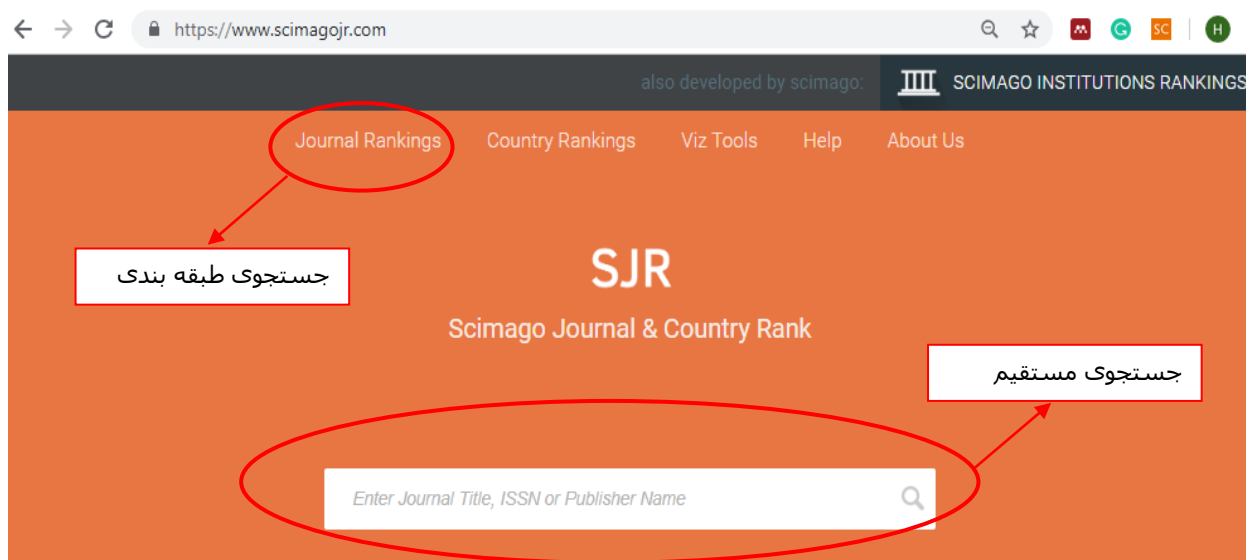 https://www.scimagojr.com
SC
H
also developed by scimago:
SCIMAGO INSTITUTIONS RANKINGS
Journal Rankings
Country Rankings
Viz Tools
Help
About Us
جستجوی طبقه بندی
SJR
Scimago Journal & Country Rank
جستجوی مستقیم
Enter Journal Title, ISSN or Publisher Name